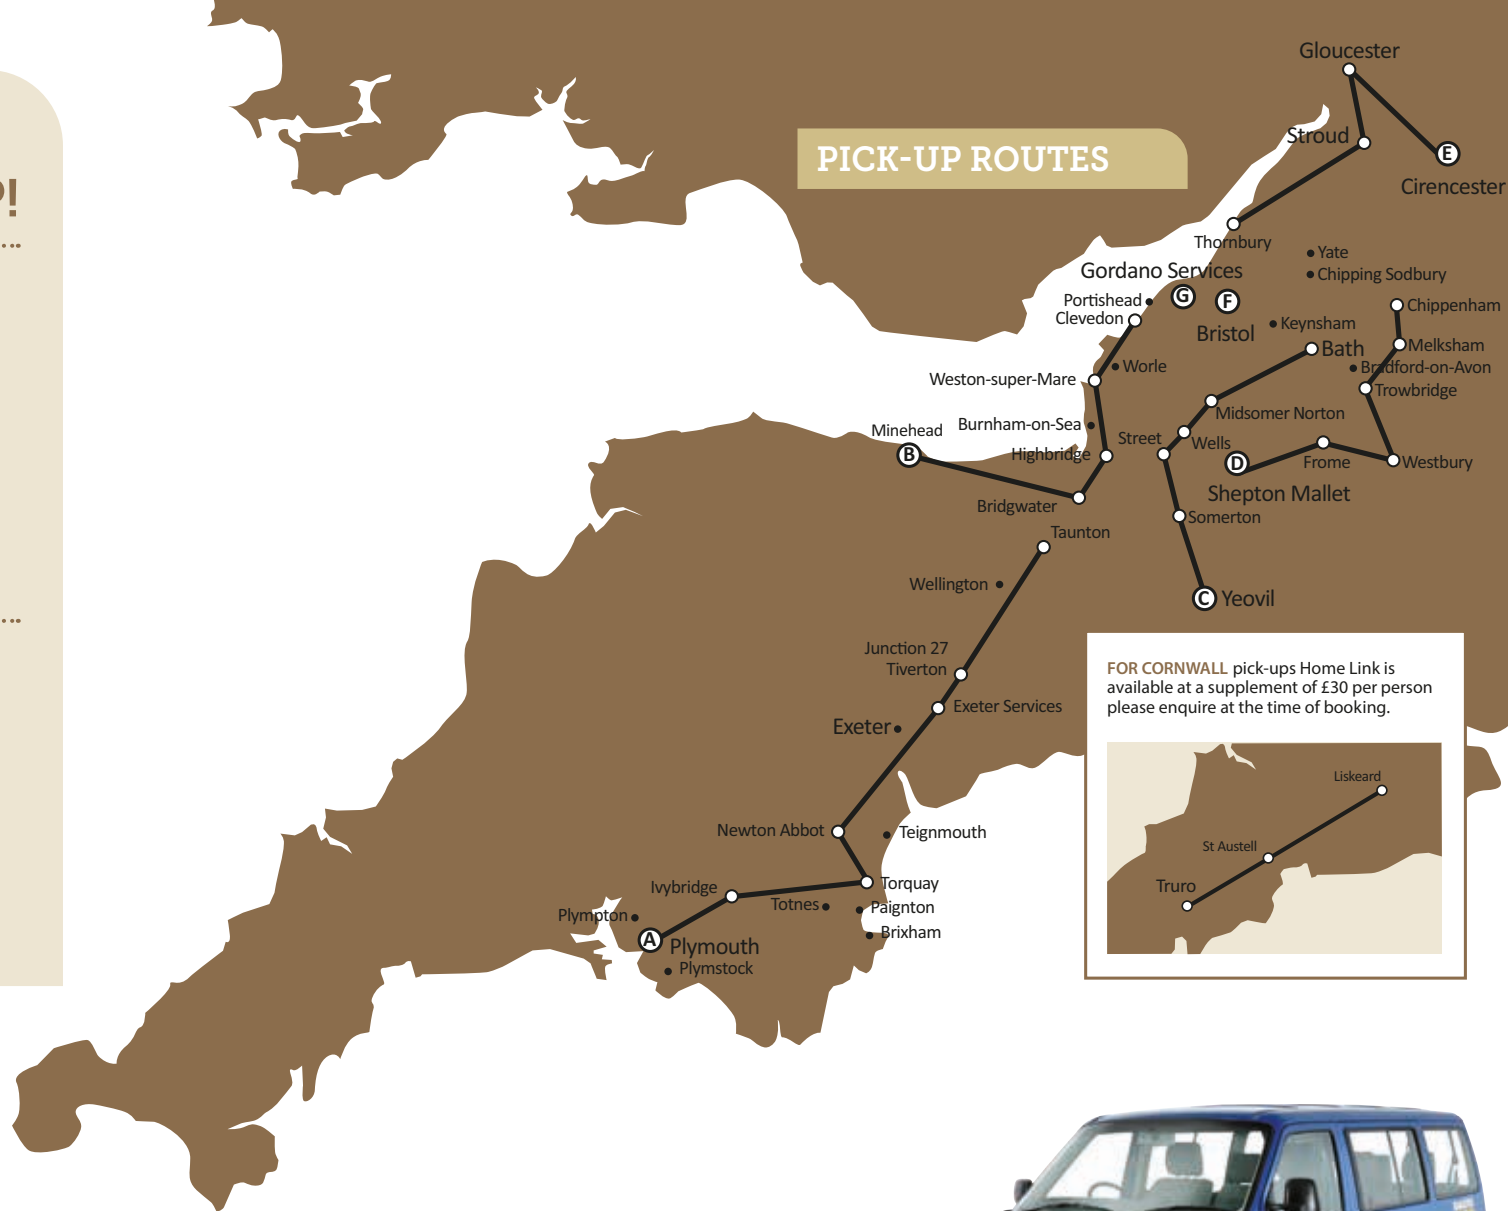 P!
PICK-UP ROUTES
Gloucester
Stroud
E
Cirencester
Thornbury
Yate
Chipping Sodbury
Gordano Services
G
F
Portishead
Clevedon
Bristol
Keynsham
Chippenham
Bath
Melksham
Bradford-on-Avon
Trowbridge
Worle
Weston-super-Mare
Midsomer Norton
Burnham-on-Sea
Minehead
B
Highbridge
Street
Wells
D
Frome
Westbury
Shepton Mallet
Bridgwater
Somerton
Taunton
Wellington
C
Yeovil
Junction 27
Tiverton
Exeter Services
Exeter
Newton Abbot
Teignmouth
Torquay
Ivybridge
Totnes
Paignton
Plympton
Brixham
A
Plymouth
Plymstock
FOR CORNWALL pick-ups Home Link is
available at a supplement of £30 per person
please enquire at the time of booking.
Liskeard
St Austell
Truro